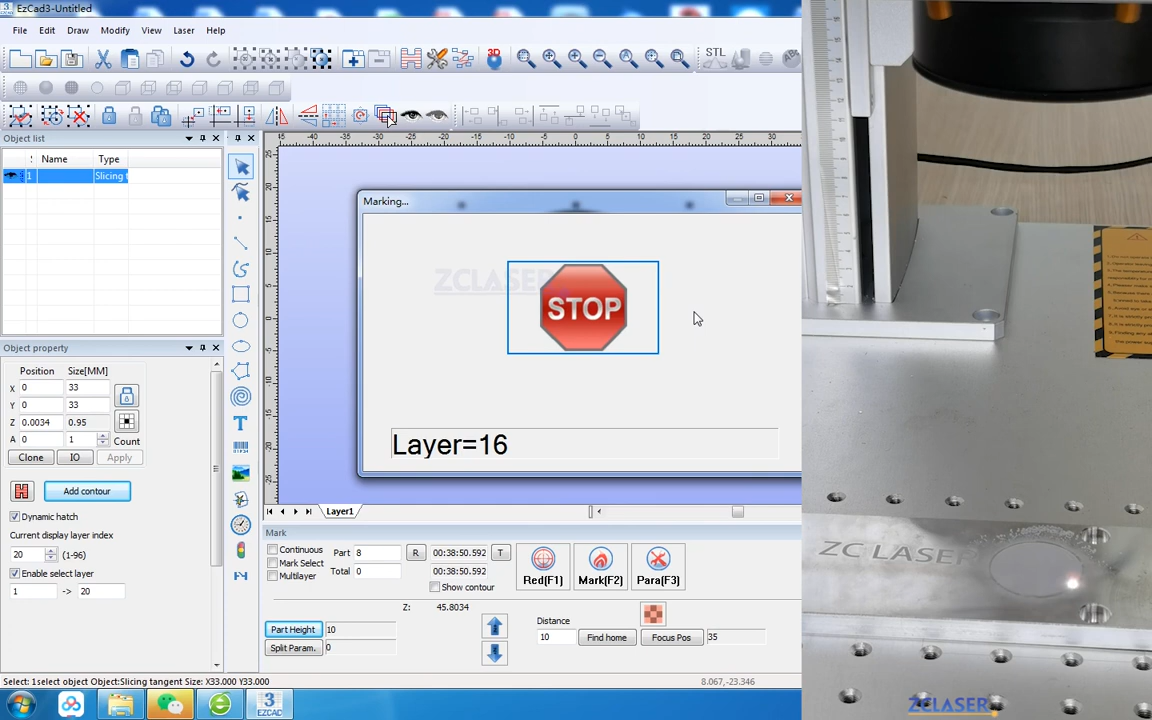 EzCad3-Untitled
File Edit Draw Modify View Laser Help
3D
STL
Object list
! Name Type
1 Slicing t
Object property
Position Size[MM]
X 0 33
Y 0 33
Z 0.0034 0.95
A 0 1 Count
Clone IO Apply
Add contour
Dynamic hatch
Current display layer index
20 (1-96)
Enable select layer
1 -> 20
Marking...
ZCLASER
STOP
Layer=16
Layer1
Mark
Continuous Part 8 R 00:38:50.592 T
Mark Select
Multilayer Total 0 00:38:50.592
Show contour
Red(F1) Mark(F2) Para(F3)
Z: 45.8034
Part Height 10
Split Param. 0
Distance
10 Find home Focus Pos 35
Select: 1select object Object:Slicing tangent Size: X33.000 Y33.000
8.067,-23.346
3
EZCAD
ZC LASER
ZCLASER